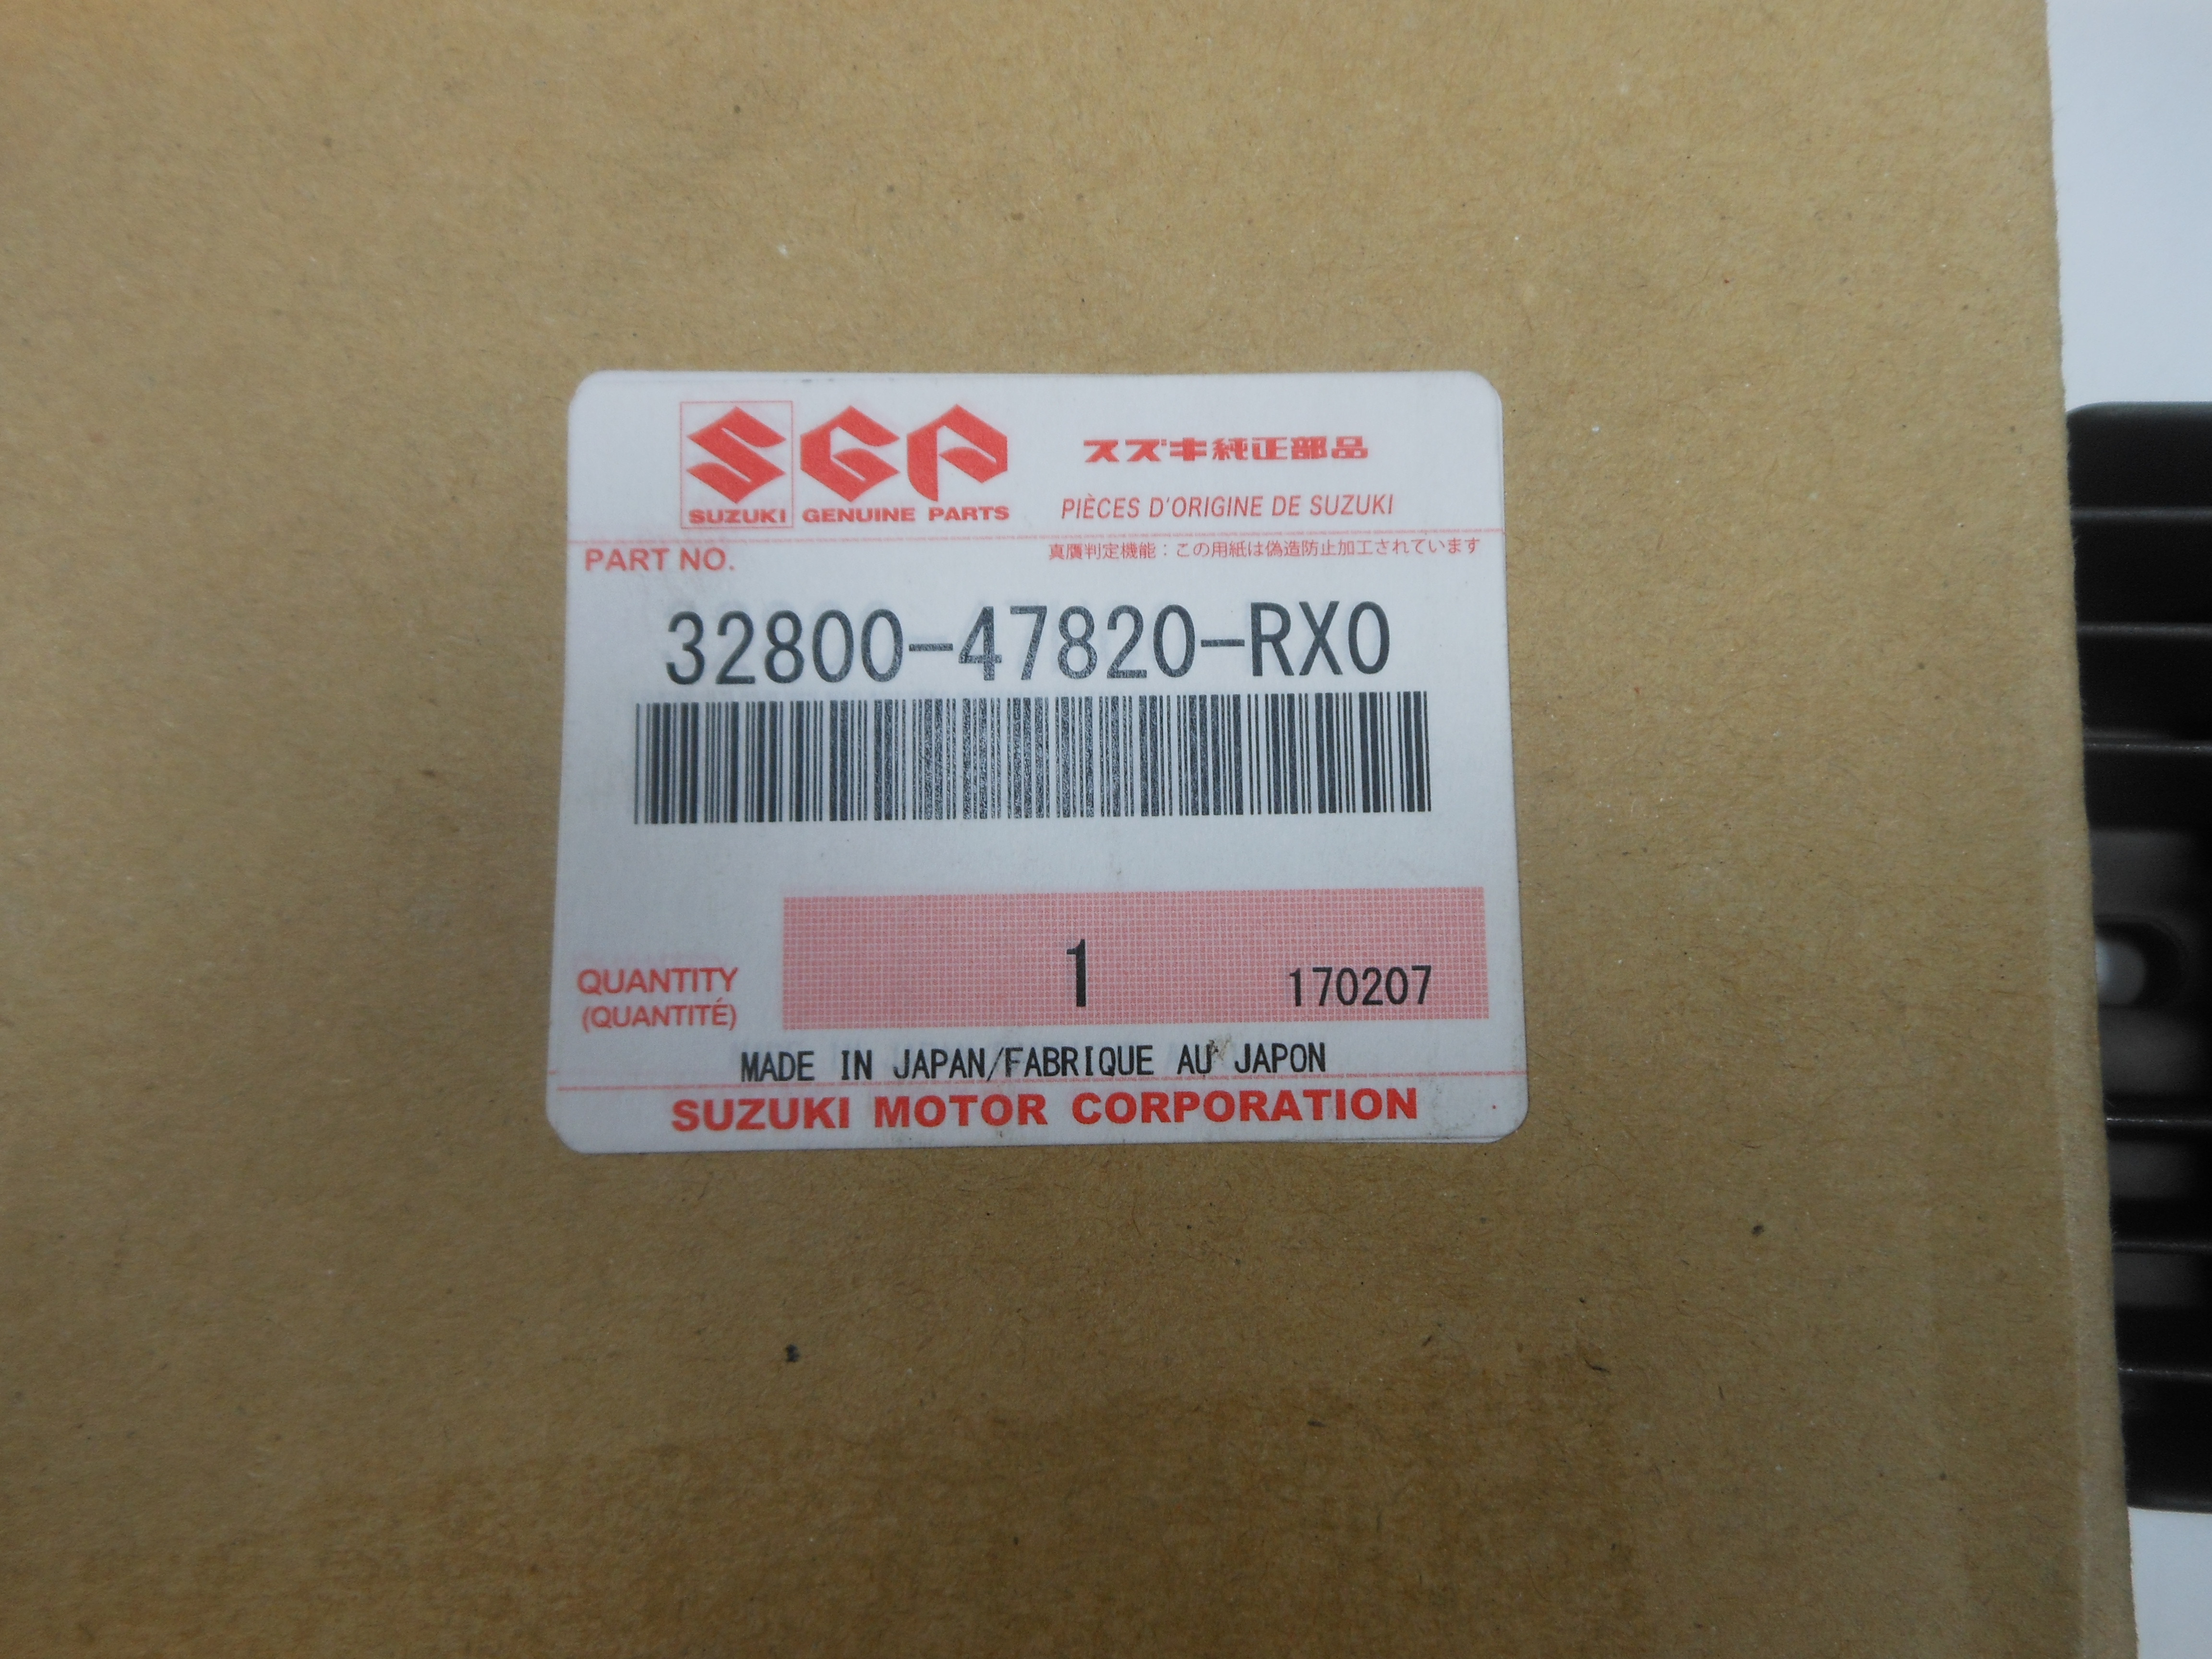 SGP
スズキ純正部品
SUZUKI GENUINE PARTS
PIÈCES D'ORIGINE DE SUZUKI
PART NO.
真贋判定機能：この用紙は偽造防止加工されています
32800-47820-RX0
QUANTITY
(QUANTITÉ)
1
170207
MADE IN JAPAN/FABRIQUE AU JAPON
SUZUKI MOTOR CORPORATION